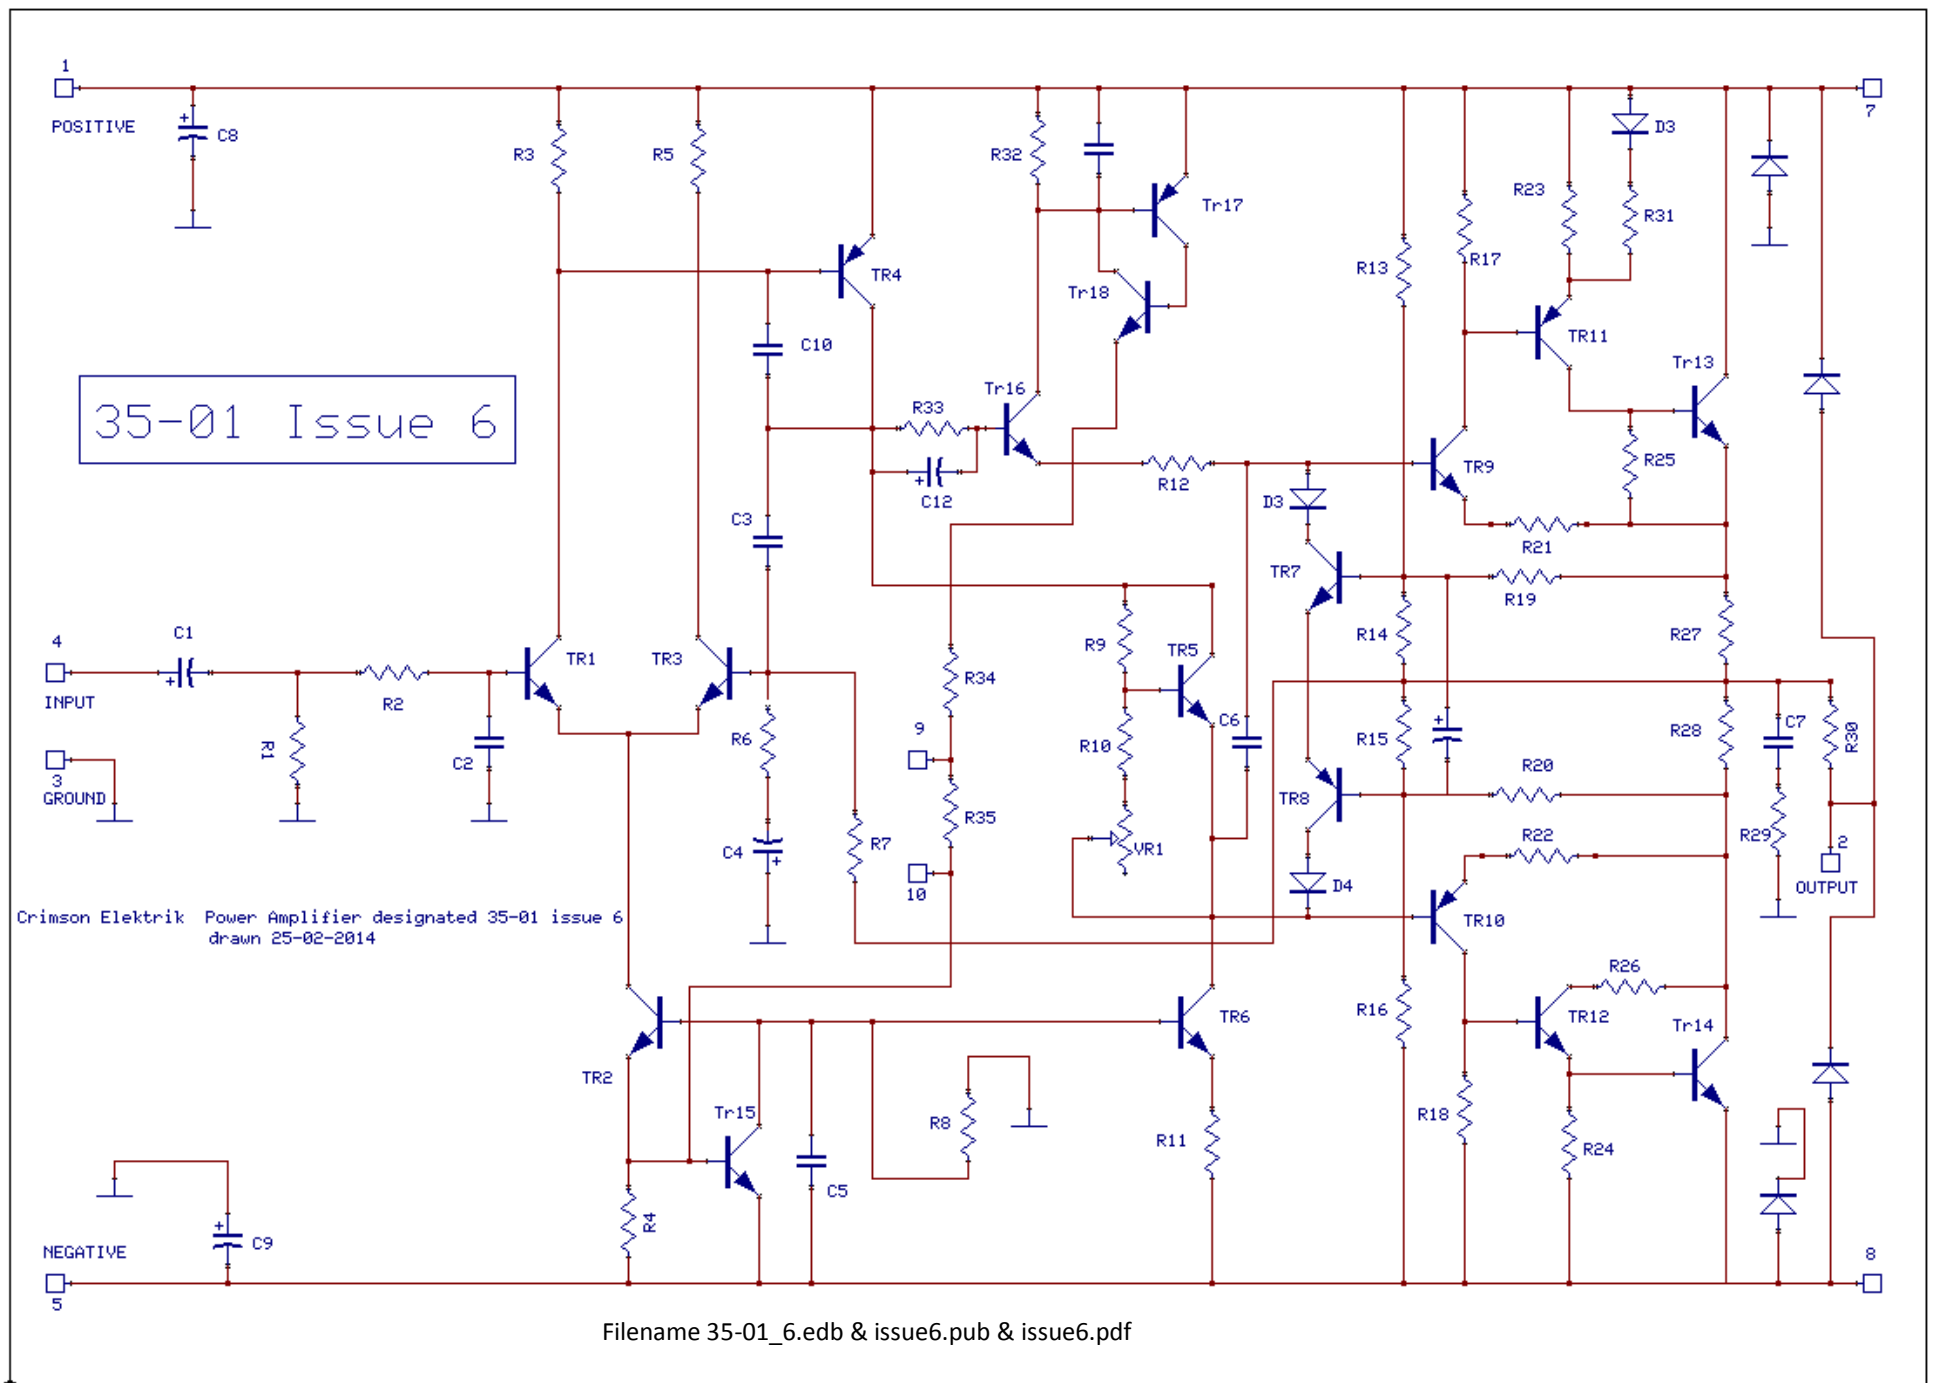 1
POSITIVE
C8
R3
R5
R32
D3
7
R23
R31
Tr17
TR4
R13
R17
Tr18
C10
TR11
Tr13
35-01 Issue 6
Tr16
R33
TR9
R25
C12
R12
D3
C3
R21
TR7
R19
4
C1
TR1
TR3
R9
TR5
R14
R27
INPUT
R2
R34
R1
C2
R6
9
R10
C6
R15
R28
C7
R30
3
GROUND
R20
TR8
R35
C4
R7
VR1
R22
R29
2
OUTPUT
10
D4
Crimson Elektrik Power Amplifier designated 35-01 issue 6
drawn 25-02-2014
TR10
R26
R16
TR6
TR12
Tr14
TR2
Tr15
R8
R11
R18
R24
C5
R4
C9
NEGATIVE
5
8
Filename 35-01_6.edb & issue6.pub & issue6.pdf